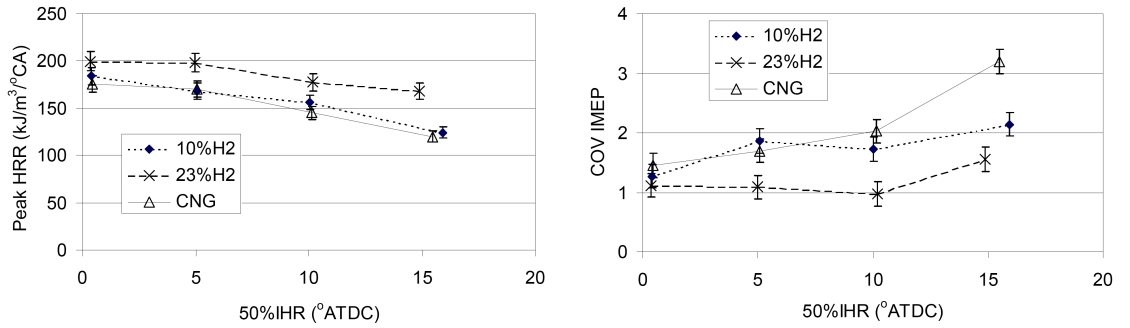 250
200
150
100
50
0
Peak HRR (kJ/m³/°CA)
10%H2
23%H2
CNG
0 5 10 15 20
50%IHR (°ATDC)
4
3
2
1
0
COV IMEP
10%H2
23%H2
CNG
0 5 10 15 20
50%IHR (°ATDC)